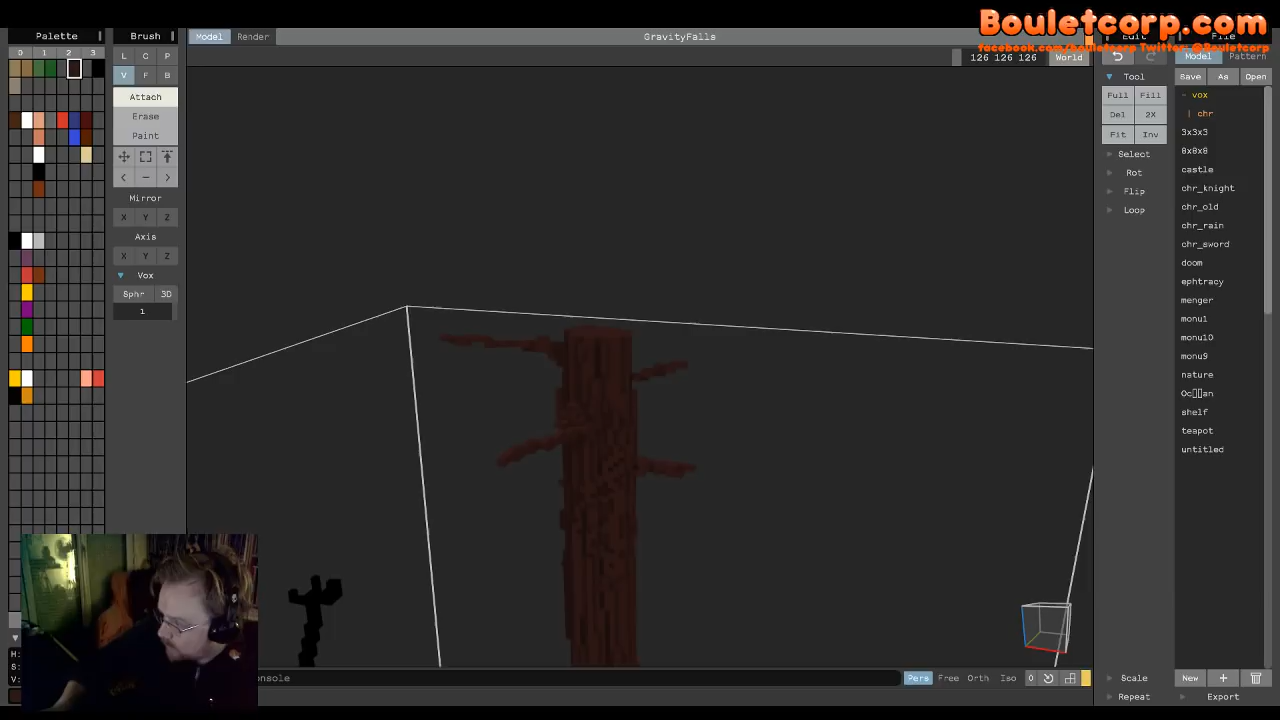 Bouletcorp.com
facebook.com/bouletcorp Twitter: @Bouletcorp
Palette
Brush
Model
Render
GravityFalls
Edit
File
0 1 2 3
L C P
V F B
Attach
Erase
Paint
< - >
Mirror
X Y Z
Axis
X Y Z
Vox
Sphr 3D
1
126 126 126
World
Tool
Full Fill
Del 2X
Fit Inv
Select
Rot
Flip
Loop
Model Pattern
Save As Open
- vox
| chr
3x3x3
8x8x8
castle
chr_knight
chr_old
chr_rain
chr_sword
doom
ephtracy
menger
monu1
monu10
monu9
nature
Oc▯▯an
shelf
teapot
untitled
H:
S:
V:
onsole
Pers Free Orth Iso 0
Scale
Repeat
New +
Export